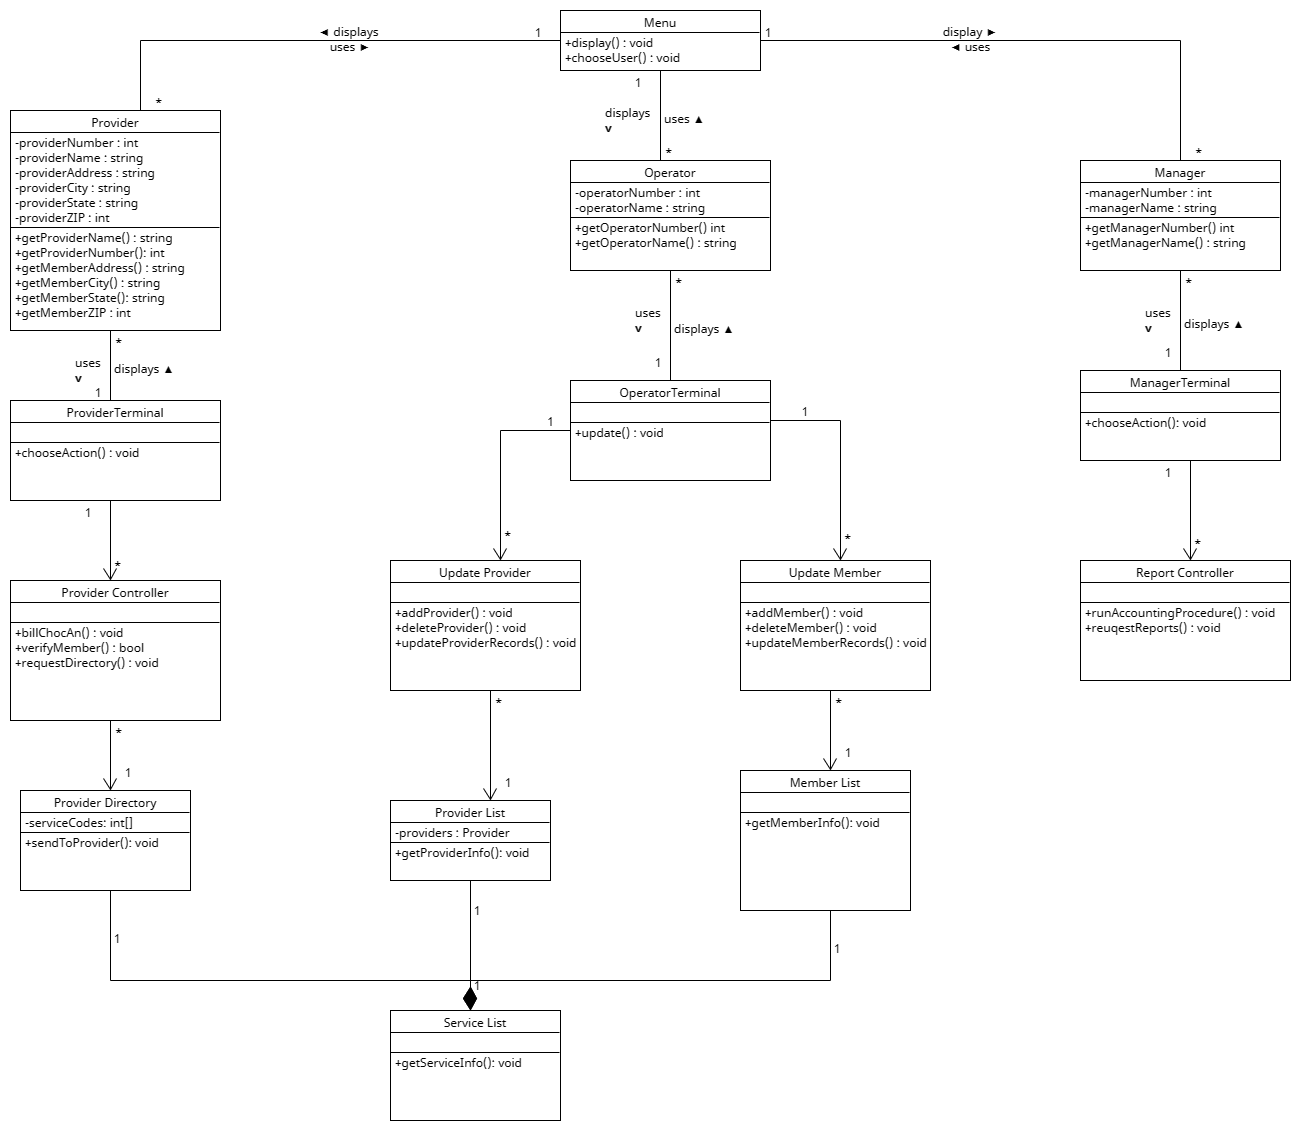 Menu
+display() : void
+chooseUser() : void
1
◄ displays
uses ►
*
1
display ►
◄ uses
*
1
displays
v
uses ▲
*
Provider
-providerNumber : int
-providerName : string
-providerAddress : string
-providerCity : string
-providerState : string
-providerZIP : int
+getProviderName() : string
+getProviderNumber(): int
+getMemberAddress() : string
+getMemberCity() : string
+getMemberState(): string
+getMemberZIP : int
Operator
-operatorNumber : int
-operatorName : string
+getOperatorNumber() int
+getOperatorName() : string
Manager
-managerNumber : int
-managerName : string
+getManagerNumber() int
+getManagerName() : string
*
uses
v
displays ▲
1
*
uses
v
displays ▲
1
*
uses
v
displays ▲
1
ProviderTerminal
+chooseAction() : void
OperatorTerminal
+update() : void
ManagerTerminal
+chooseAction(): void
1
*
1
*
1
*
1
*
Provider Controller
+billChocAn() : void
+verifyMember() : bool
+requestDirectory() : void
Update Provider
+addProvider() : void
+deleteProvider() : void
+updateProviderRecords() : void
Update Member
+addMember() : void
+deleteMember() : void
+updateMemberRecords() : void
Report Controller
+runAccountingProcedure() : void
+reuqestReports() : void
*
1
*
1
*
1
Provider Directory
-serviceCodes: int[]
+sendToProvider(): void
Provider List
-providers : Provider
+getProviderInfo(): void
Member List
+getMemberInfo(): void
1
1
1
1
Service List
+getServiceInfo(): void